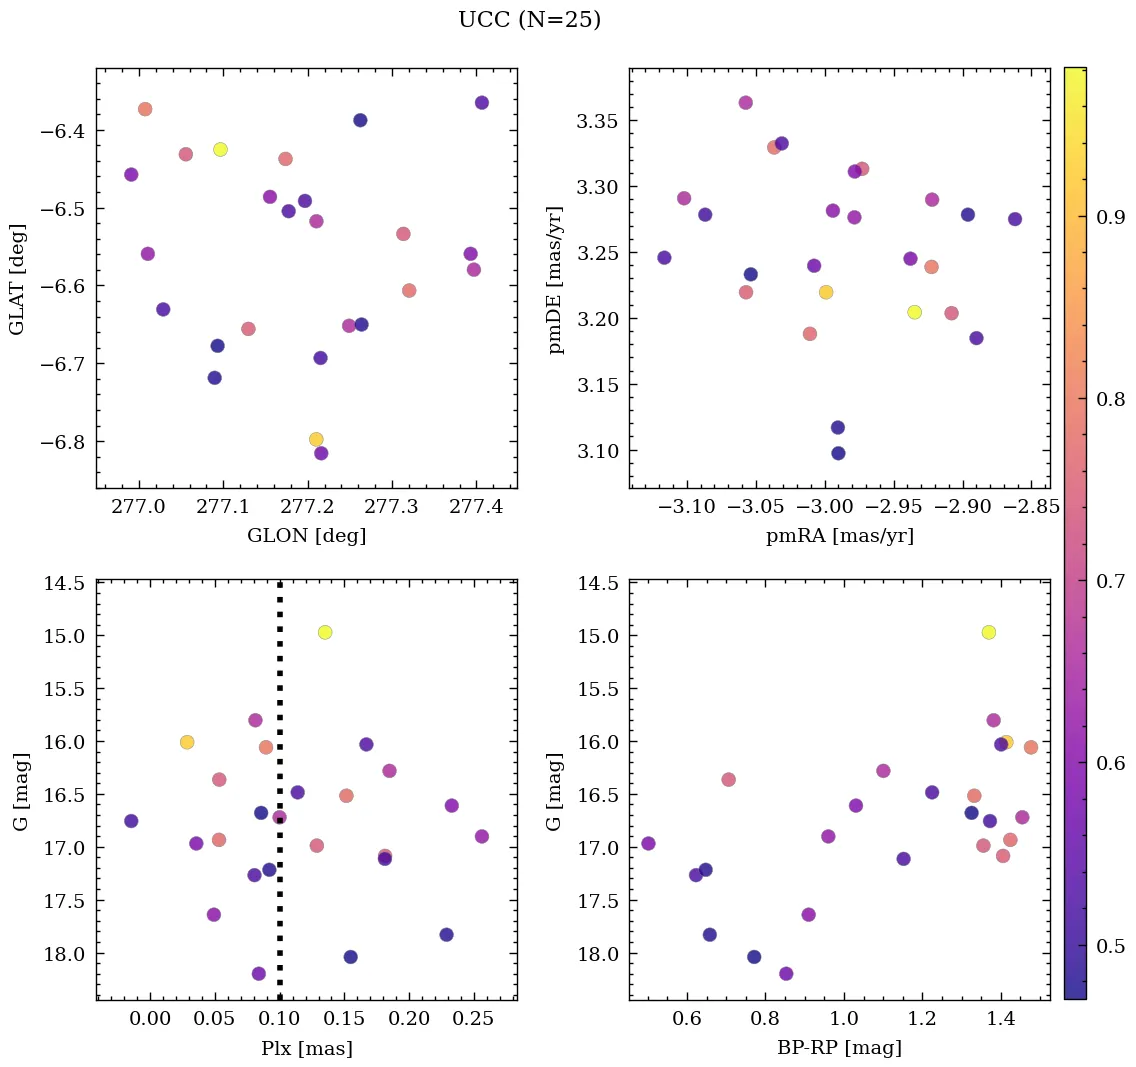 UCC (N=25)
−6.4
−6.5
−6.6
−6.7
−6.8
GLAT [deg]
277.0 277.1 277.2 277.3 277.4
GLON [deg]
3.35
3.30
3.25
3.20
3.15
3.10
pmDE [mas/yr]
−3.10 −3.05 −3.00 −2.95 −2.90 −2.85
pmRA [mas/yr]
14.5
15.0
15.5
16.0
16.5
17.0
17.5
18.0
G [mag]
0.00 0.05 0.10 0.15 0.20 0.25
Plx [mas]
14.5
15.0
15.5
16.0
16.5
17.0
17.5
18.0
G [mag]
0.6 0.8 1.0 1.2 1.4
BP-RP [mag]
0.9
0.8
0.7
0.6
0.5